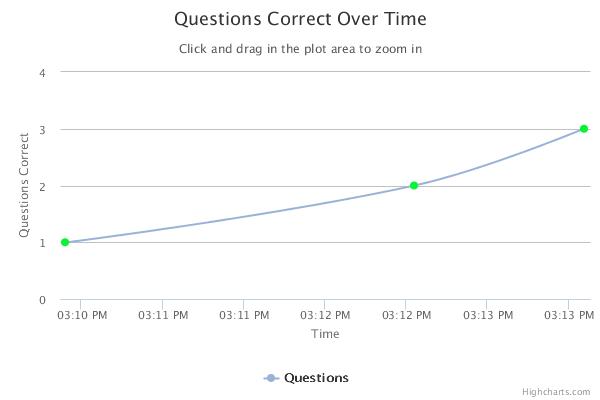 Questions Correct Over Time
Click and drag in the plot area to zoom in
Questions Correct
4
3
2
1
0
03:10 PM 03:11 PM 03:11 PM 03:12 PM 03:12 PM 03:13 PM 03:13 PM
Time
Questions
Highcharts.com